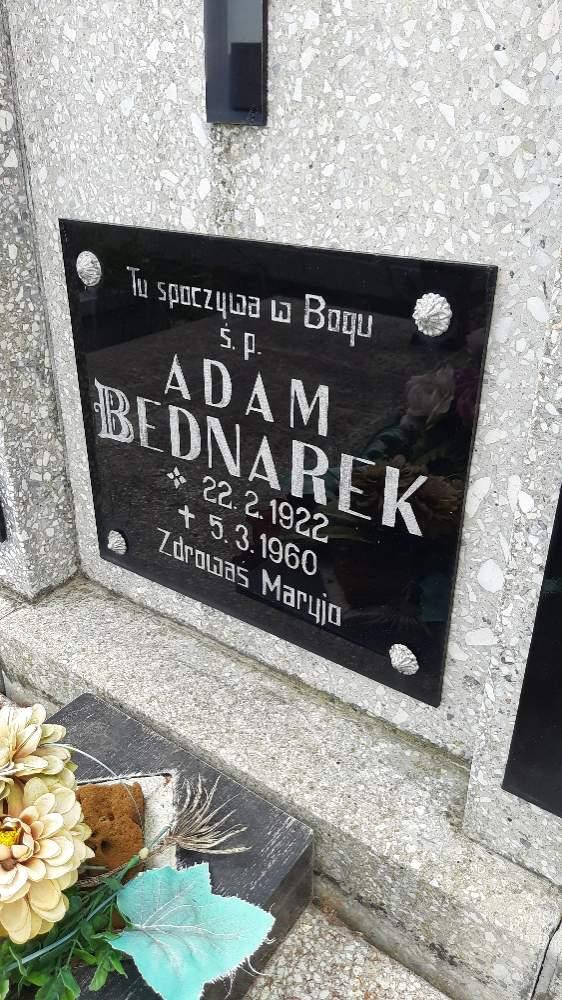 Tu spoczywa w Bogu
ś. p.
ADAM
BEDNAREK
22. 2. 1922
5. 3. 1960
Zdrowaś Maryjo